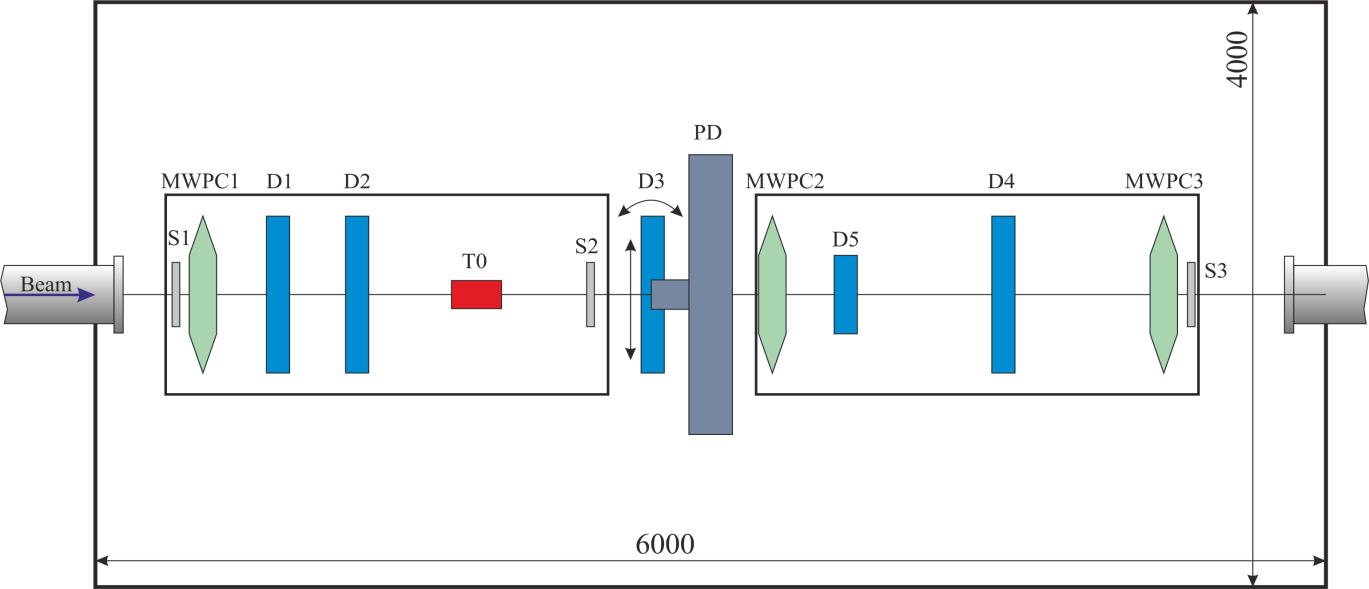 4000
PD
MWPC1
D1
D2
D3
MWPC2
D4
MWPC3
S1
S2
D5
T0
S3
Beam
6000